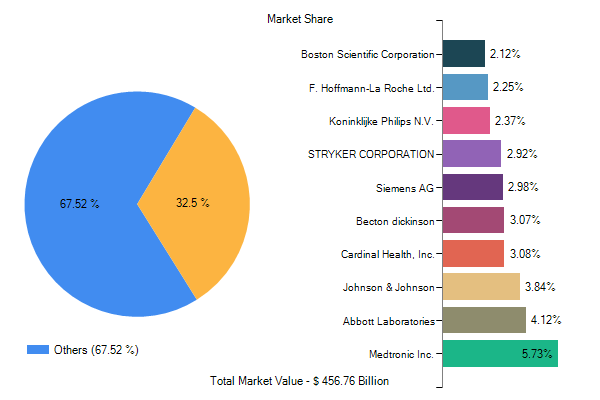 Market Share
Boston Scientific Corporation 2.12%
F. Hoffmann-La Roche Ltd. 2.25%
Koninklijke Philips N.V. 2.37%
STRYKER CORPORATION 2.92%
Siemens AG 2.98%
Becton dickinson 3.07%
Cardinal Health, Inc. 3.08%
Johnson & Johnson 3.84%
Abbott Laboratories 4.12%
Medtronic Inc. 5.73%
67.52 %
32.5 %
Others (67.52 %)
Total Market Value - $ 456.76 Billion